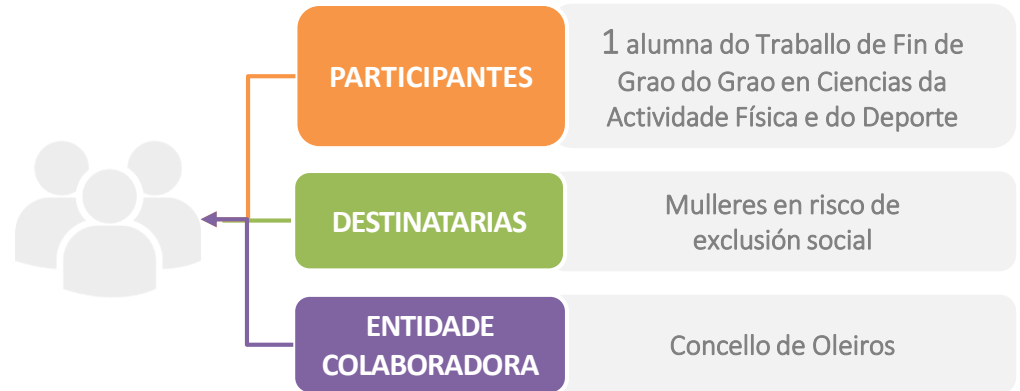 PARTICIPANTES
1 alumna do Traballo de Fin de
Grao do Grao en Ciencias da
Actividade Física e do Deporte
DESTINATARIAS
Mulleres en risco de
exclusión social
ENTIDADE
COLABORADORA
Concello de Oleiros